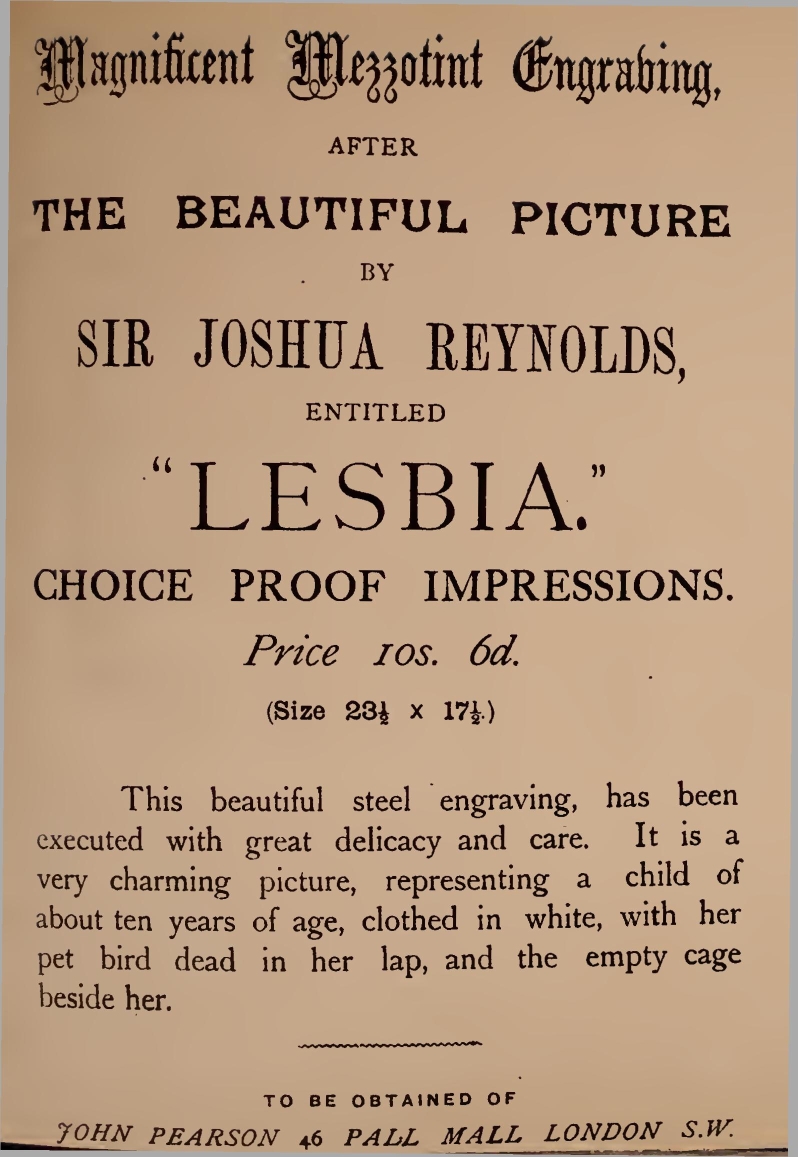 Magnificent Mezzotint Engraving,
AFTER
THE BEAUTIFUL PICTURE
BY
SIR JOSHUA REYNOLDS,
ENTITLED
“LESBIA.”
CHOICE PROOF IMPRESSIONS.
Price 10s. 6d.
(Size 23½ x 17½.)
This beautiful steel engraving, has been
executed with great delicacy and care. It is a
very charming picture, representing a child of
about ten years of age, clothed in white, with her
pet bird dead in her lap, and the empty cage
beside her.
TO BE OBTAINED OF
JOHN PEARSON 46 PALL MALL LONDON S.W.